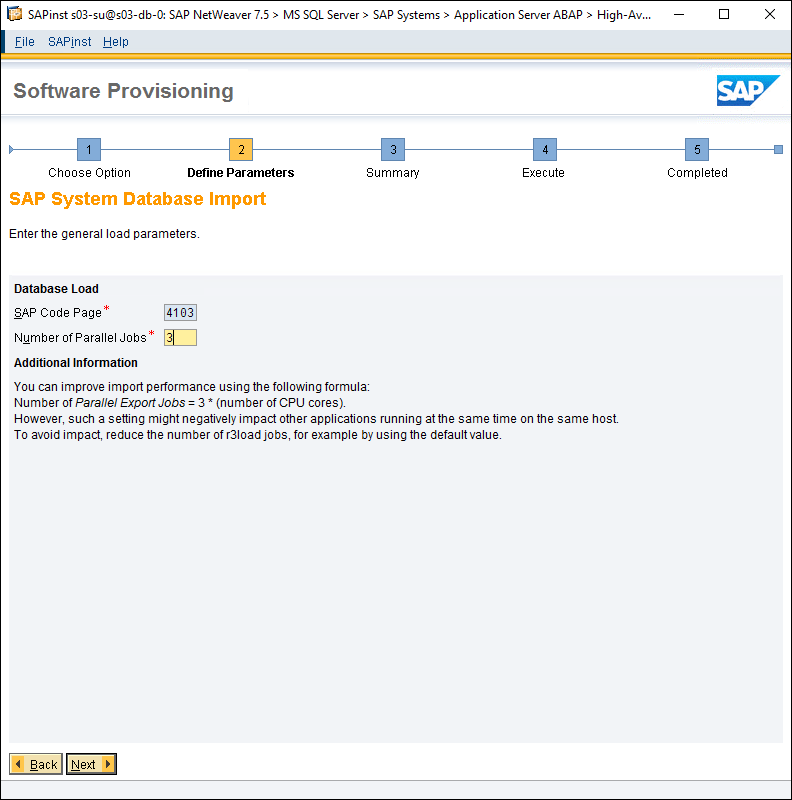 SAPinst s03-su@s03-db-0: SAP NetWeaver 7.5 > MS SQL Server > SAP Systems > Application Server ABAP > High-Av...
File SAPinst Help
Software Provisioning
SAP
1 2 3 4 5
Choose Option Define Parameters Summary Execute Completed
SAP System Database Import
Enter the general load parameters.
Database Load
SAP Code Page* 4103
Number of Parallel Jobs* 3
Additional Information
You can improve import performance using the following formula:
Number of Parallel Export Jobs = 3 * (number of CPU cores).
However, such a setting might negatively impact other applications running at the same time on the same host.
To avoid impact, reduce the number of r3load jobs, for example by using the default value.
Back Next